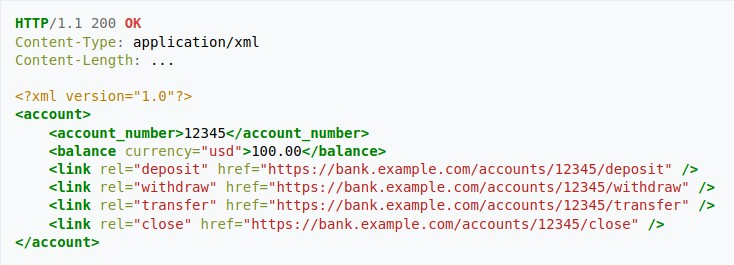 HTTP/1.1 200 OK
Content-Type: application/xml
Content-Length: ...

<?xml version="1.0"?>
<account>
    <account_number>12345</account_number>
    <balance currency="usd">100.00</balance>
    <link rel="deposit" href="https://bank.example.com/accounts/12345/deposit" />
    <link rel="withdraw" href="https://bank.example.com/accounts/12345/withdraw" />
    <link rel="transfer" href="https://bank.example.com/accounts/12345/transfer" />
    <link rel="close" href="https://bank.example.com/accounts/12345/close" />
</account>